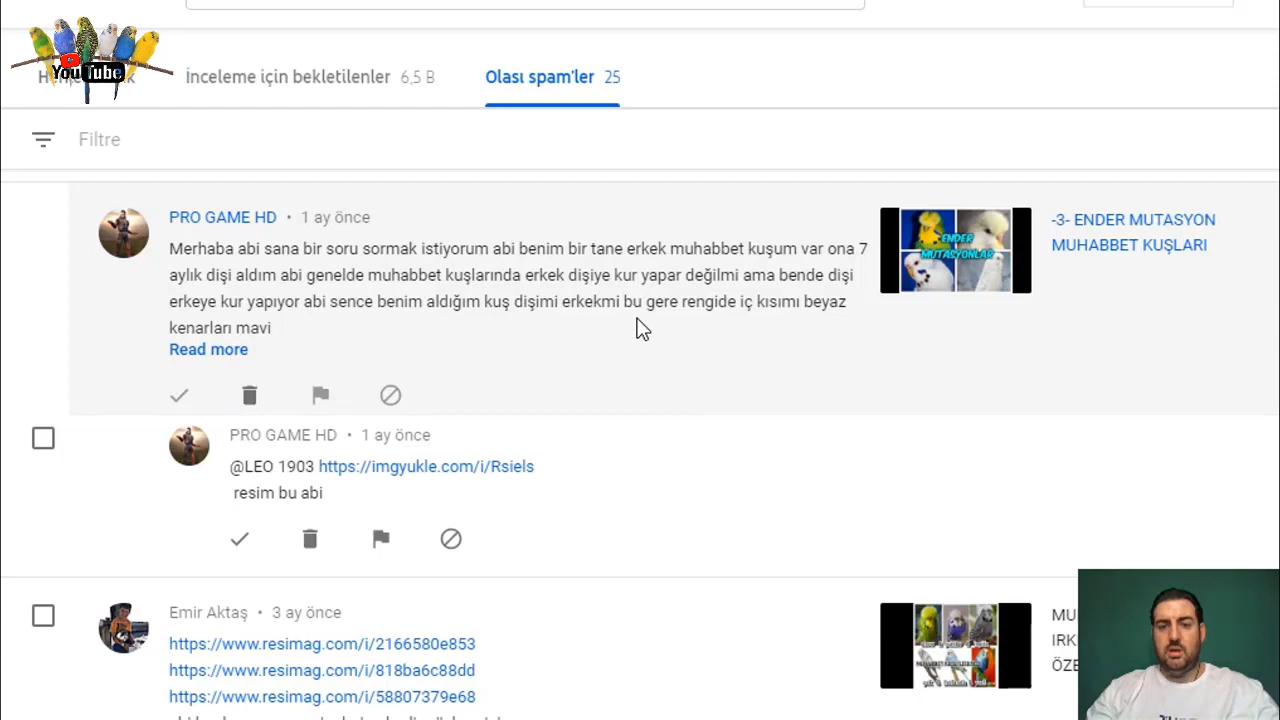 YouTube
İnceleme için bekletilenler 6,5 B
Olası spam'ler 25
Filtre
PRO GAME HD • 1 ay önce
Merhaba abi sana bir soru sormak istiyorum abi benim bir tane erkek muhabbet kuşum var ona 7
aylık dişi aldım abi genelde muhabbet kuşlarında erkek dişiye kur yapar değilmi ama bende dişi
erkeye kur yapıyor abi sence benim aldığım kuş dişimi erkekmi bu gere rengide iç kısımı beyaz
kenarları mavi
Read more
ENDER
MUTASYONLAR
-3- ENDER MUTASYON
MUHABBET KUŞLARI
PRO GAME HD • 1 ay önce
@LEO 1903 https://imgyukle.com/i/Rsiels
resim bu abi
Emir Aktaş • 3 ay önce
https://www.resimag.com/i/2166580e853
https://www.resimag.com/i/818ba6c88dd
https://www.resimag.com/i/58807379e68
MU
IRK
ÖZE